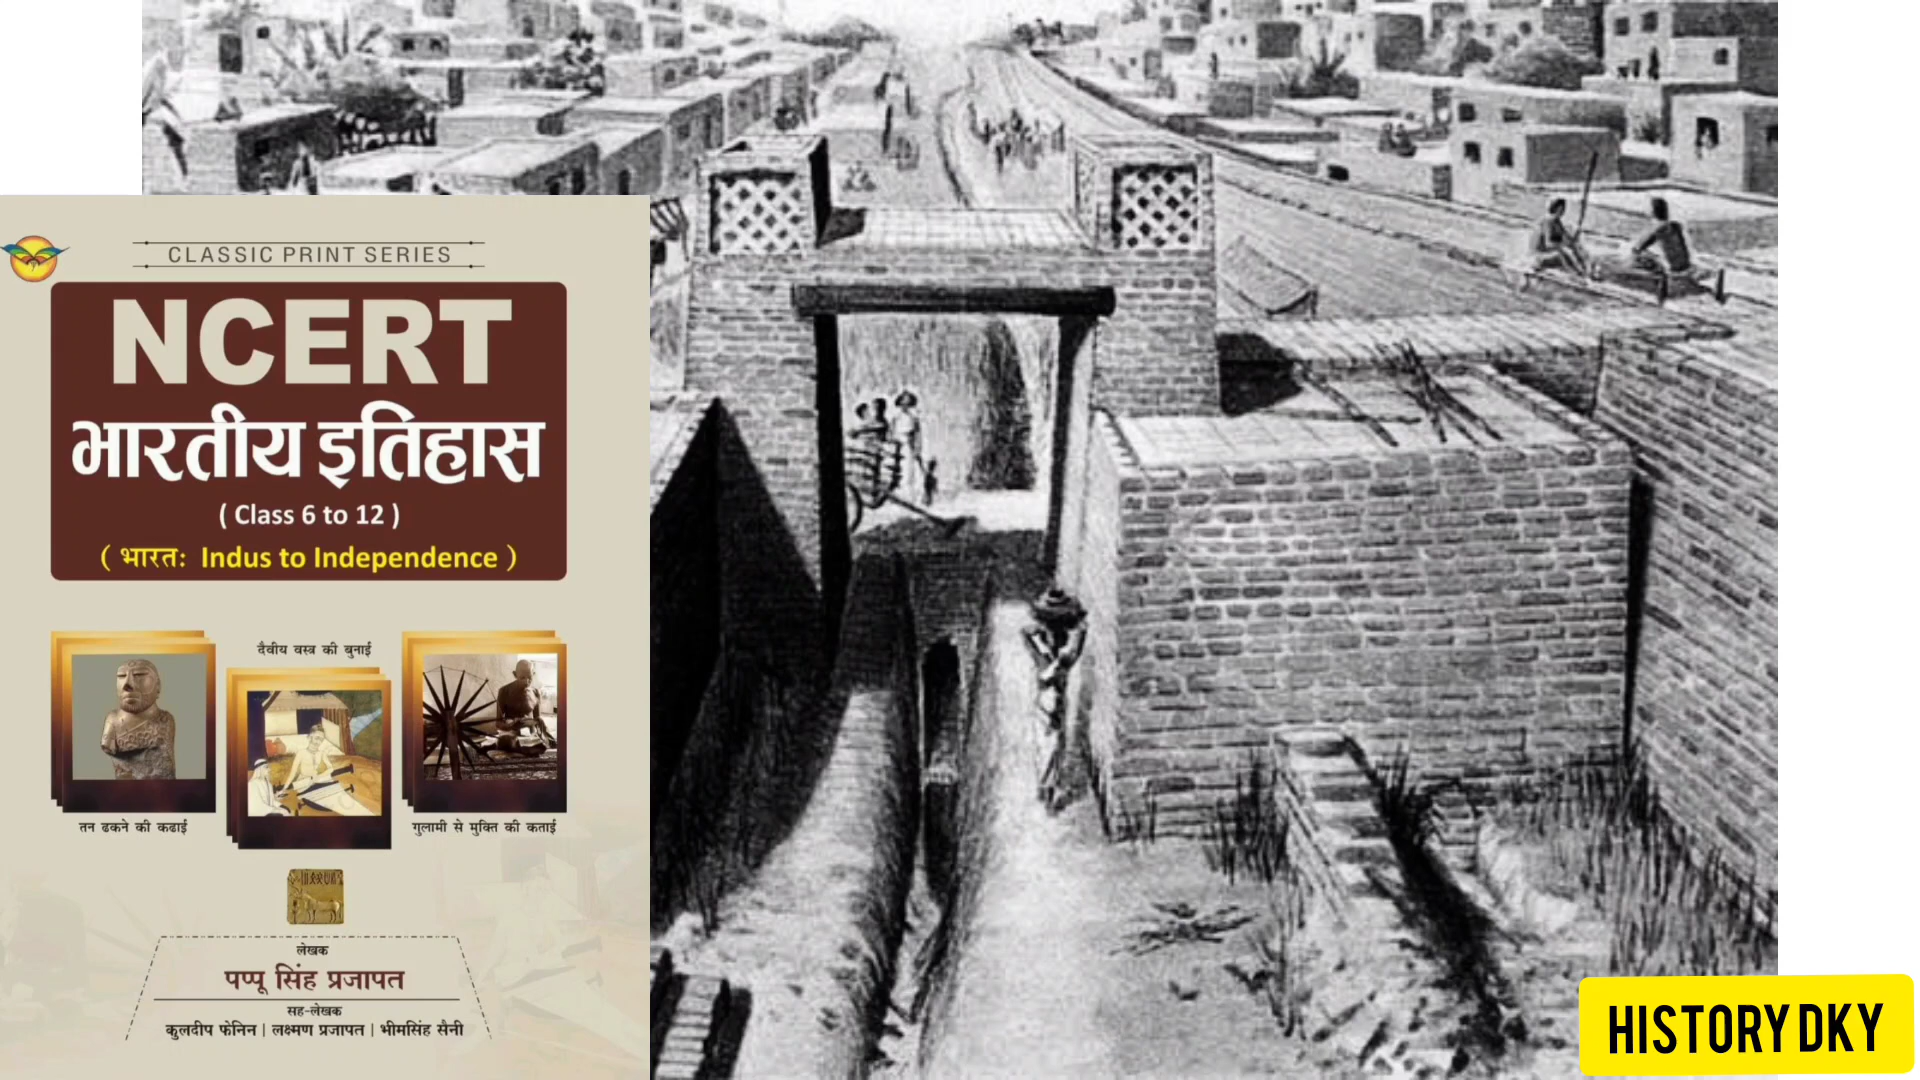 CLASSIC PRINT SERIES
NCERT
भारतीय इतिहास
( Class 6 to 12 )
( भारतः Indus to Independence )
दैवीय वस्त्र की बुनाई
तन ढकने की कढाई
गुलामी से मुक्ति की कताई
लेखक
पप्पू सिंह प्रजापत
सह-लेखक
कुलदीप फेनिन | लक्ष्मण प्रजापत | भीमसिंह सैनी
HISTORY DKY